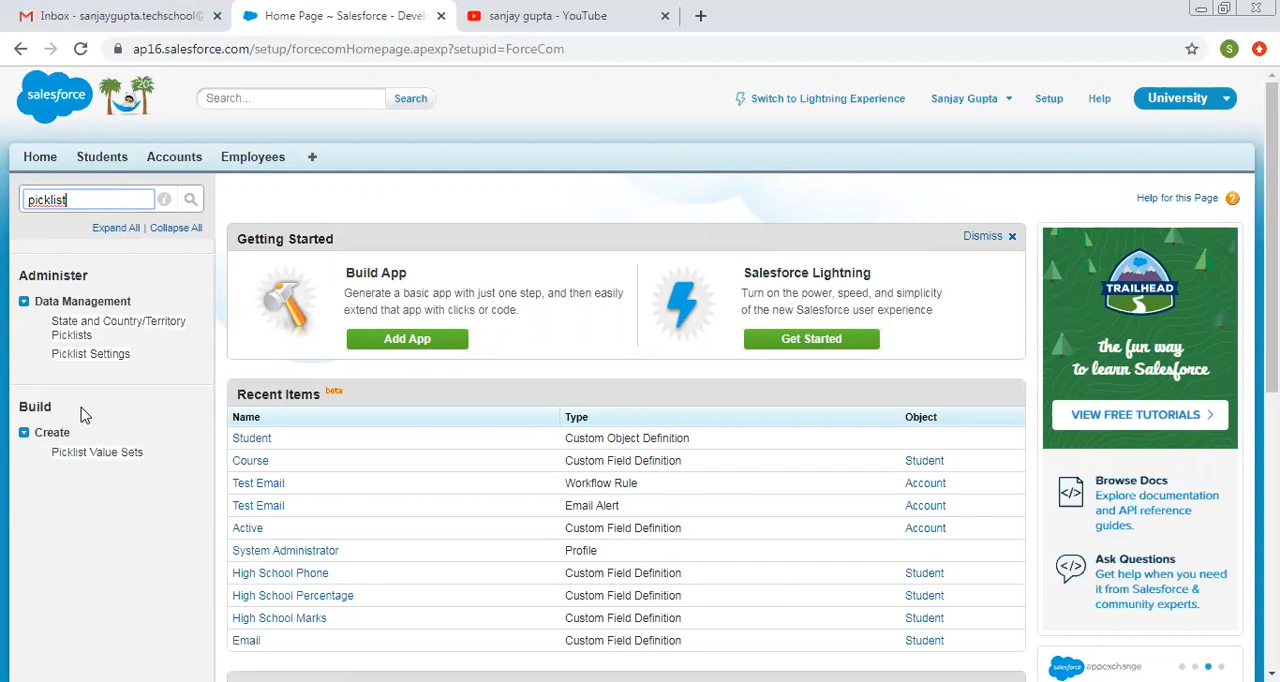 Inbox - sanjaygupta.techschool@
Home Page ~ Salesforce - Devel
sanjay gupta - YouTube
ap16.salesforce.com/setup/forcecomHomepage.apexp?setupid=ForceCom
S
salesforce
20
Search...
Search
Switch to Lightning Experience
Sanjay Gupta
Setup
Help
University
Home
Students
Accounts
Employees
+
picklist
Expand All | Collapse All
Help for this Page
Administer
Data Management
State and Country/Territory
Picklists
Picklist Settings
Build
Create
Picklist Value Sets
Getting Started
Dismiss
Build App
Generate a basic app with just one step, and then easily
extend that app with clicks or code.
Add App
Salesforce Lightning
Turn on the power, speed, and simplicity
of the new Salesforce user experience
Get Started
Recent Items beta
Name Type Object
Student Custom Object Definition
Course Custom Field Definition Student
Test Email Workflow Rule Account
Test Email Email Alert Account
Active Custom Field Definition Account
System Administrator Profile
High School Phone Custom Field Definition Student
High School Percentage Custom Field Definition Student
High School Marks Custom Field Definition Student
Email Custom Field Definition Student
TRAILHEAD
the fun way
to learn Salesforce
VIEW FREE TUTORIALS
Browse Docs
Explore documentation
and API reference
guides.
Ask Questions
Get help when you need
it from Salesforce &
community experts.
salesforce appexchange